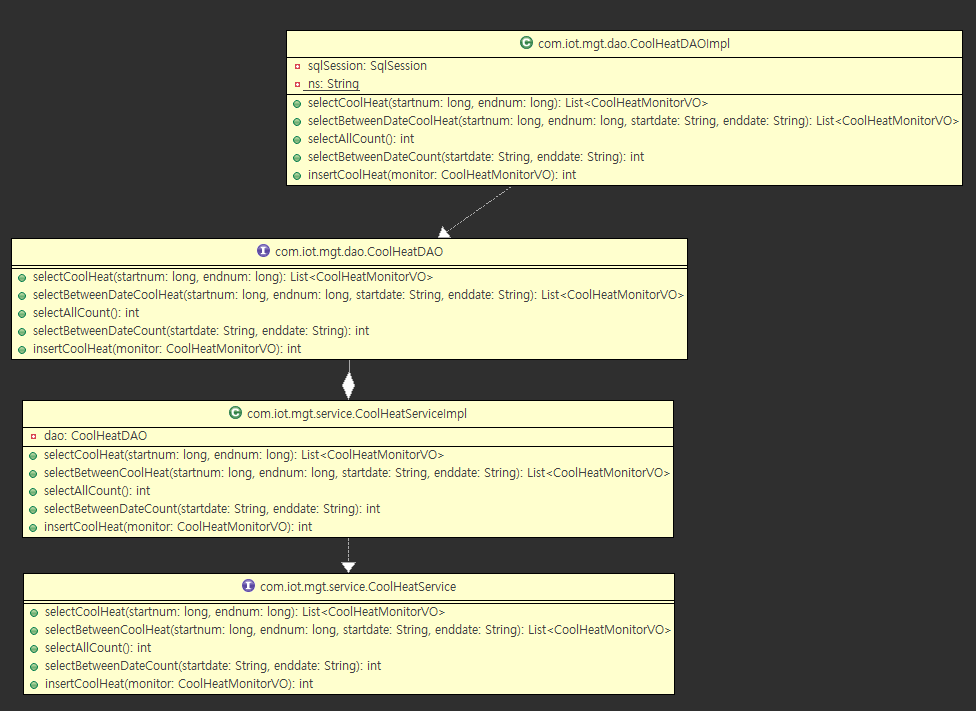 C com.iot.mgt.dao.CoolHeatDAOImpl
sqlSession: SqlSession
ns: String
selectCoolHeat(startnum: long, endnum: long): List<CoolHeatMonitorVO>
selectBetweenDateCoolHeat(startnum: long, endnum: long, startdate: String, enddate: String): List<CoolHeatMonitorVO>
selectAllCount(): int
selectBetweenDateCount(startdate: String, enddate: String): int
insertCoolHeat(monitor: CoolHeatMonitorVO): int
I com.iot.mgt.dao.CoolHeatDAO
selectCoolHeat(startnum: long, endnum: long): List<CoolHeatMonitorVO>
selectBetweenDateCoolHeat(startnum: long, endnum: long, startdate: String, enddate: String): List<CoolHeatMonitorVO>
selectAllCount(): int
selectBetweenDateCount(startdate: String, enddate: String): int
insertCoolHeat(monitor: CoolHeatMonitorVO): int
C com.iot.mgt.service.CoolHeatServiceImpl
dao: CoolHeatDAO
selectCoolHeat(startnum: long, endnum: long): List<CoolHeatMonitorVO>
selectBetweenCoolHeat(startnum: long, endnum: long, startdate: String, enddate: String): List<CoolHeatMonitorVO>
selectAllCount(): int
selectBetweenDateCount(startdate: String, enddate: String): int
insertCoolHeat(monitor: CoolHeatMonitorVO): int
I com.iot.mgt.service.CoolHeatService
selectCoolHeat(startnum: long, endnum: long): List<CoolHeatMonitorVO>
selectBetweenCoolHeat(startnum: long, endnum: long, startdate: String, enddate: String): List<CoolHeatMonitorVO>
selectAllCount(): int
selectBetweenDateCount(startdate: String, enddate: String): int
insertCoolHeat(monitor: CoolHeatMonitorVO): int